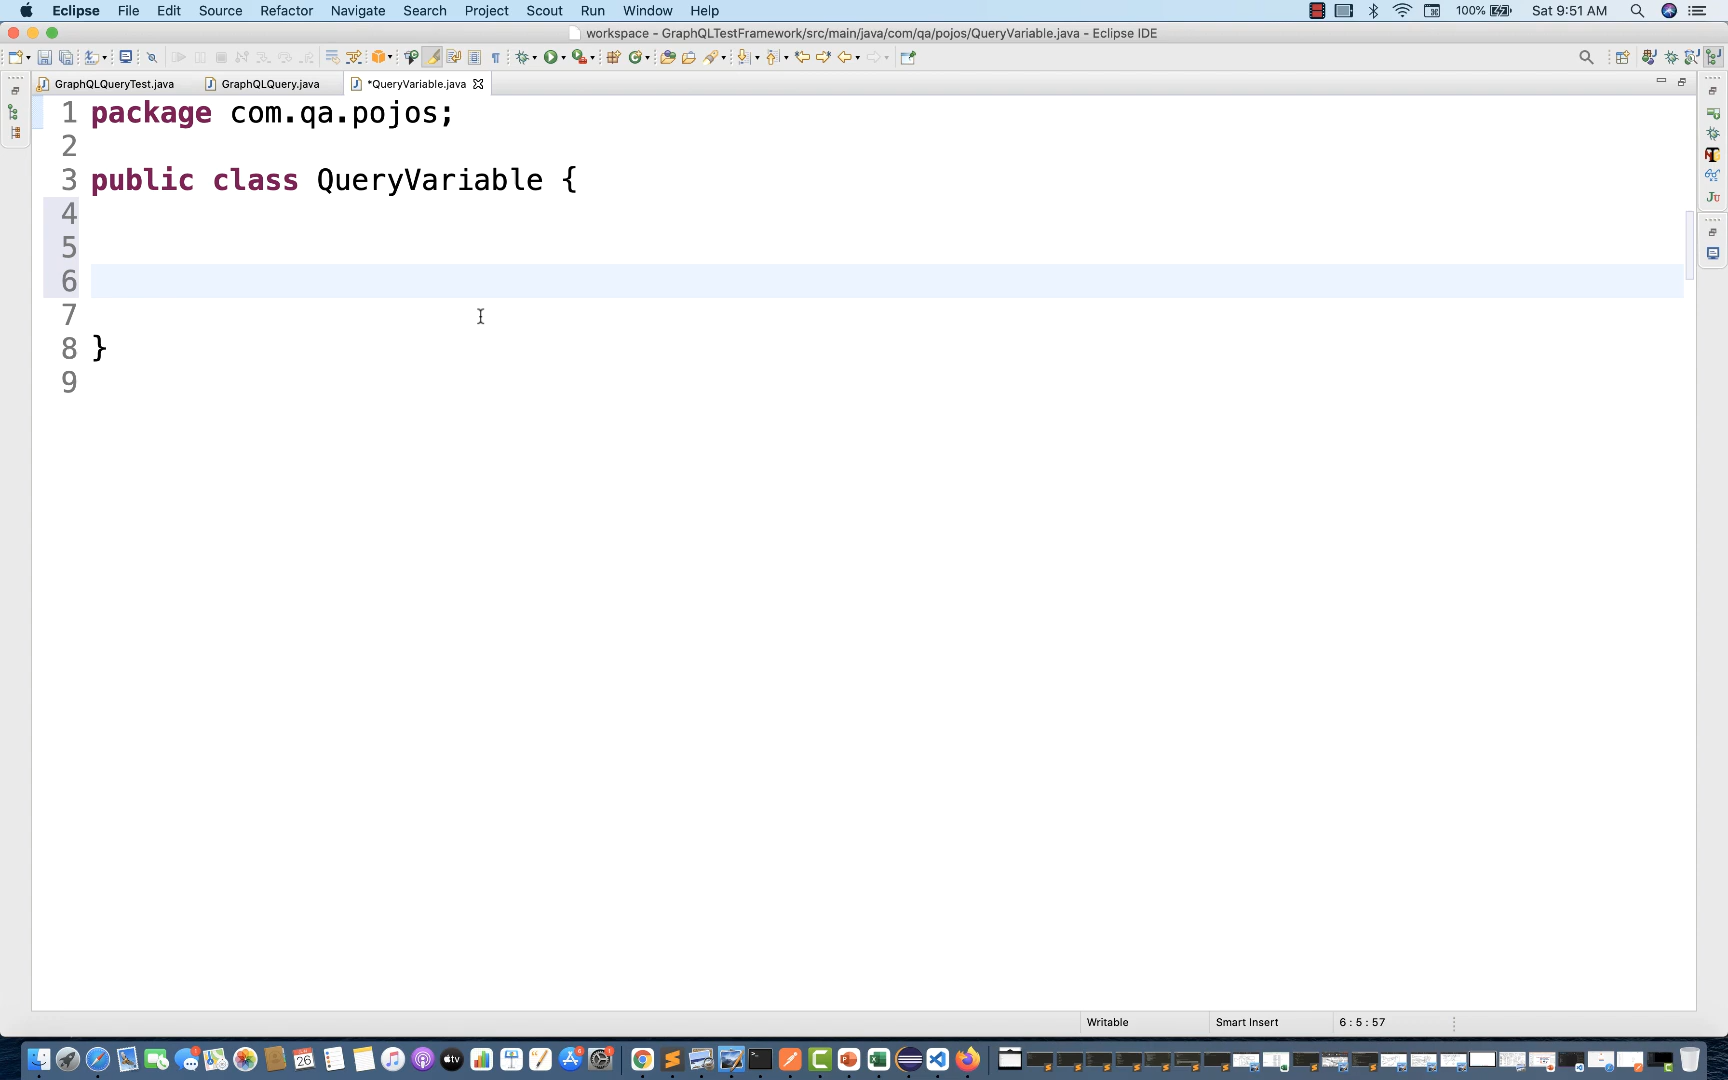 Eclipse File Edit Source Refactor Navigate Search Project Scout Run Window Help 100% Sat 9:51 AM
workspace - GraphQLTestFramework/src/main/java/com/qa/pojos/QueryVariable.java - Eclipse IDE
GraphQLQueryTest.java GraphQLQuery.java *QueryVariable.java
1 package com.qa.pojos;
2
3 public class QueryVariable {
4
5
6
7
8 }
9
Writable Smart Insert 6 : 5 : 57